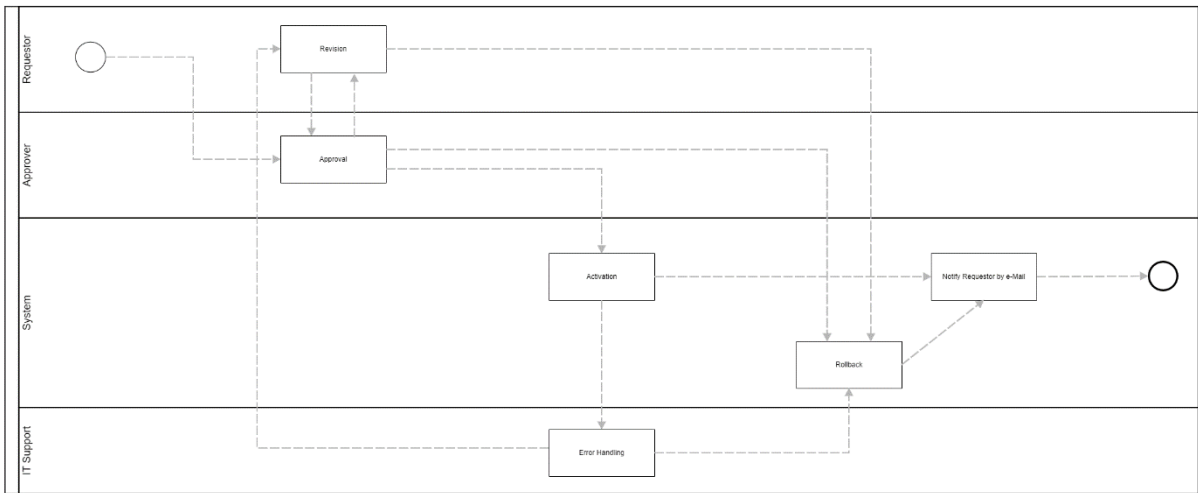 Requestor
Revision
Approver
Approval
System
Activation
Notify Requestor by e-Mail
Rollback
IT Support
Error Handling